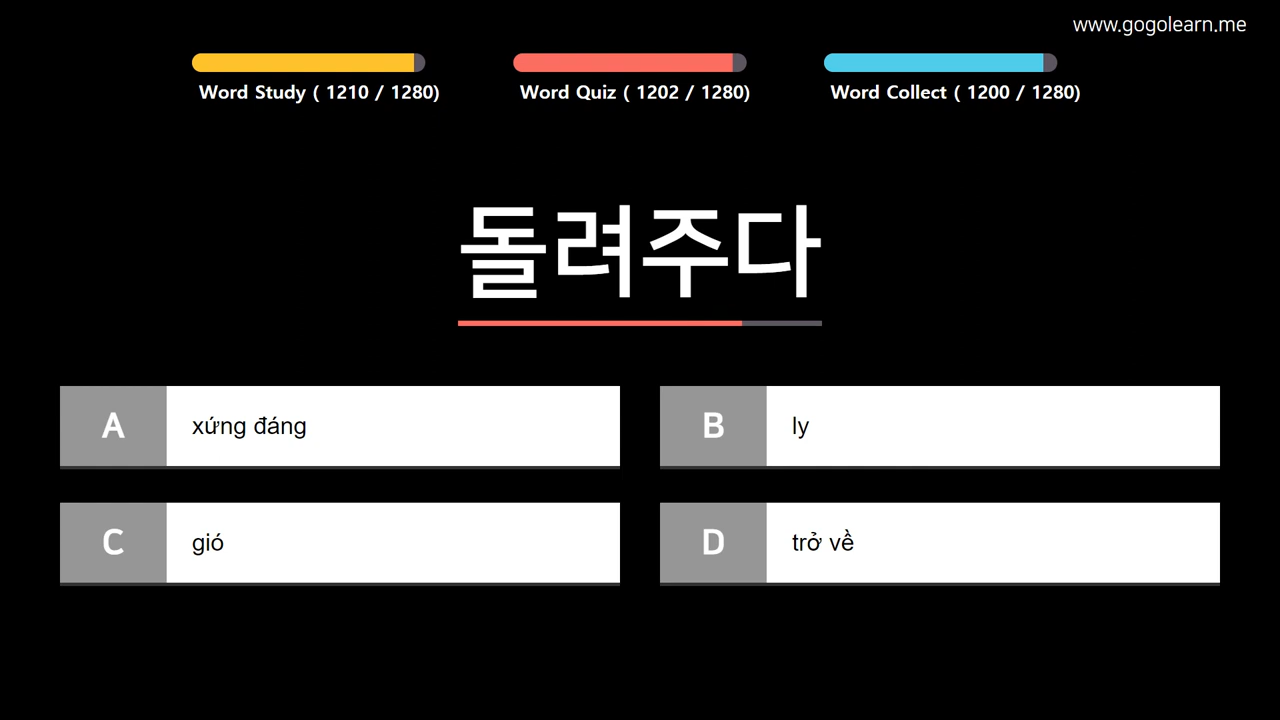 www.gogolearn.me
Word Study ( 1210 / 1280)
Word Quiz ( 1202 / 1280)
Word Collect ( 1200 / 1280)
돌려주다
A xứng đáng
B ly
C gió
D trở về